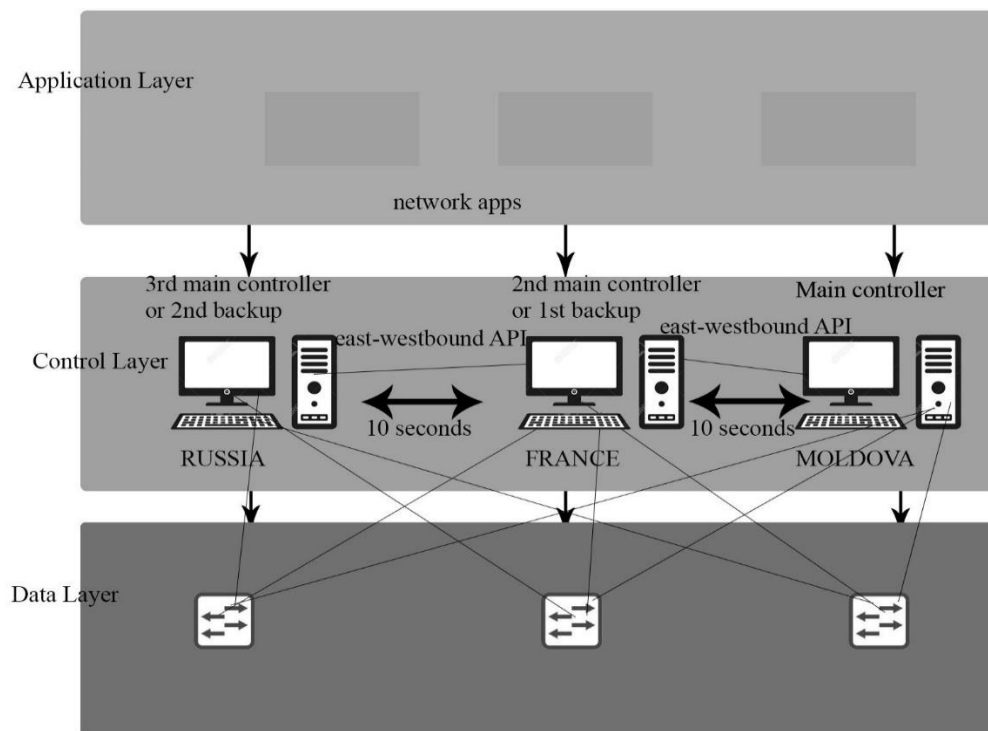 Application Layer
network apps
3rd main controller
or 2nd backup
2nd main controller
or 1st backup
Main controller
east-westbound API
east-westbound API
Control Layer
10 seconds
10 seconds
RUSSIA
FRANCE
MOLDOVA
Data Layer